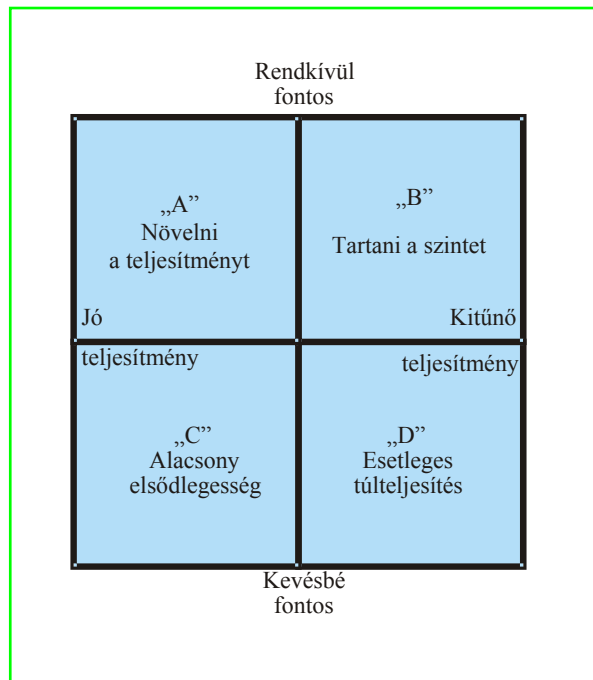 Rendkívül
fontos
„A”
Növelni
a teljesítményt
„B”
Tartani a szintet
Jó
teljesítmény
Kitűnő
teljesítmény
„C”
Alacsony
elsődlegesség
„D”
Esetleges
túlteljesítés
Kevésbé
fontos